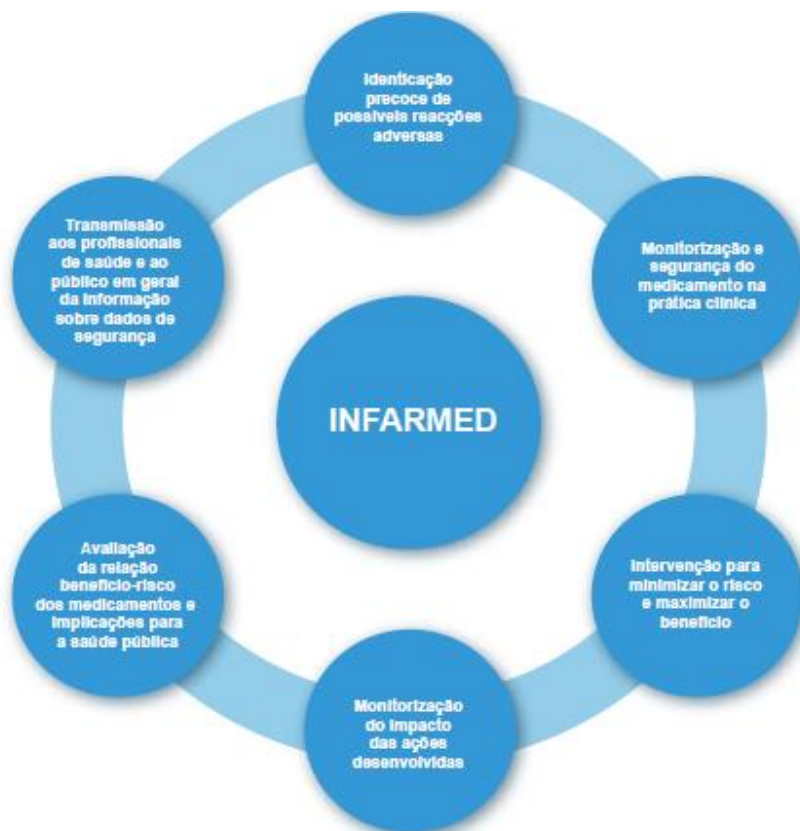 Identicação
precoce de
possíveis reacções
adversas
Monitorização e
segurança do
medicamento na
prática clínica
Intervenção para
minimizar o risco
e maximizar o
benefício
Monitorização
do impacto
das ações
desenvolvidas
Avaliação
da relação
benefício-risco
dos medicamentos e
implicações para
a saúde pública
Transmissão
aos profissionais
de saúde e ao
público em geral
da informação
sobre dados de
segurança
INFARMED